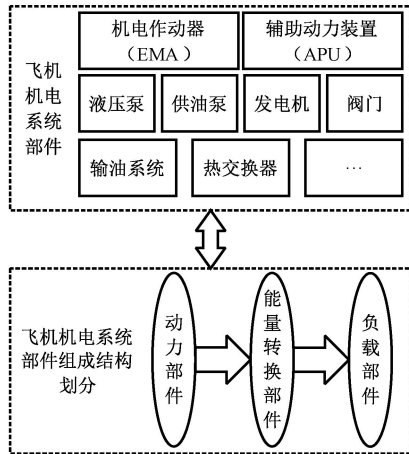 飞机
机电
系统
部件
机电作动器
（EMA）
辅助动力装置
（APU）
液压泵
供油泵
发电机
阀门
输油系统
热交换器
…
飞机机电系统
部件组成结构
划分
动力部件
能量转换部件
负载部件